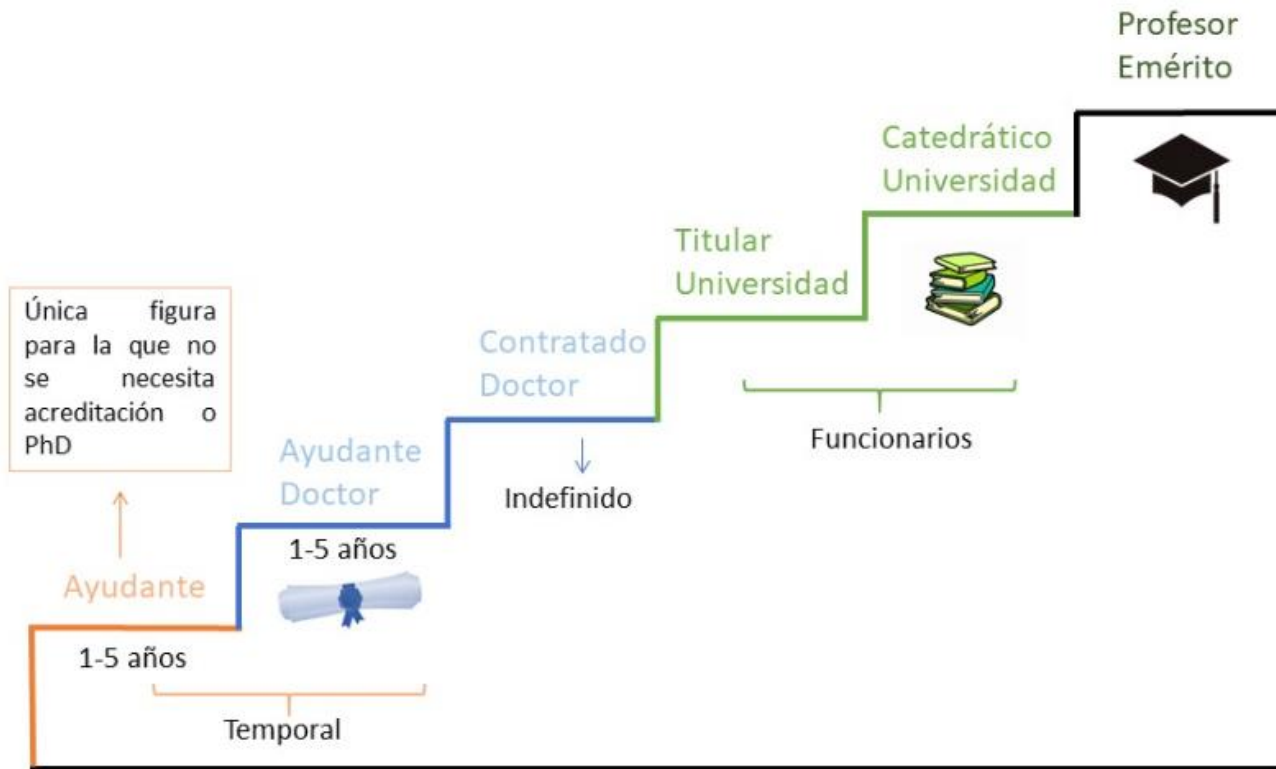 Profesor
Emérito
Catedrático
Universidad
Titular
Universidad
Única figura
para la que no
se necesita
acreditación o
PhD
Contratado
Doctor
Funcionarios
Ayudante
Doctor
Indefinido
1-5 años
Ayudante
1-5 años
Temporal